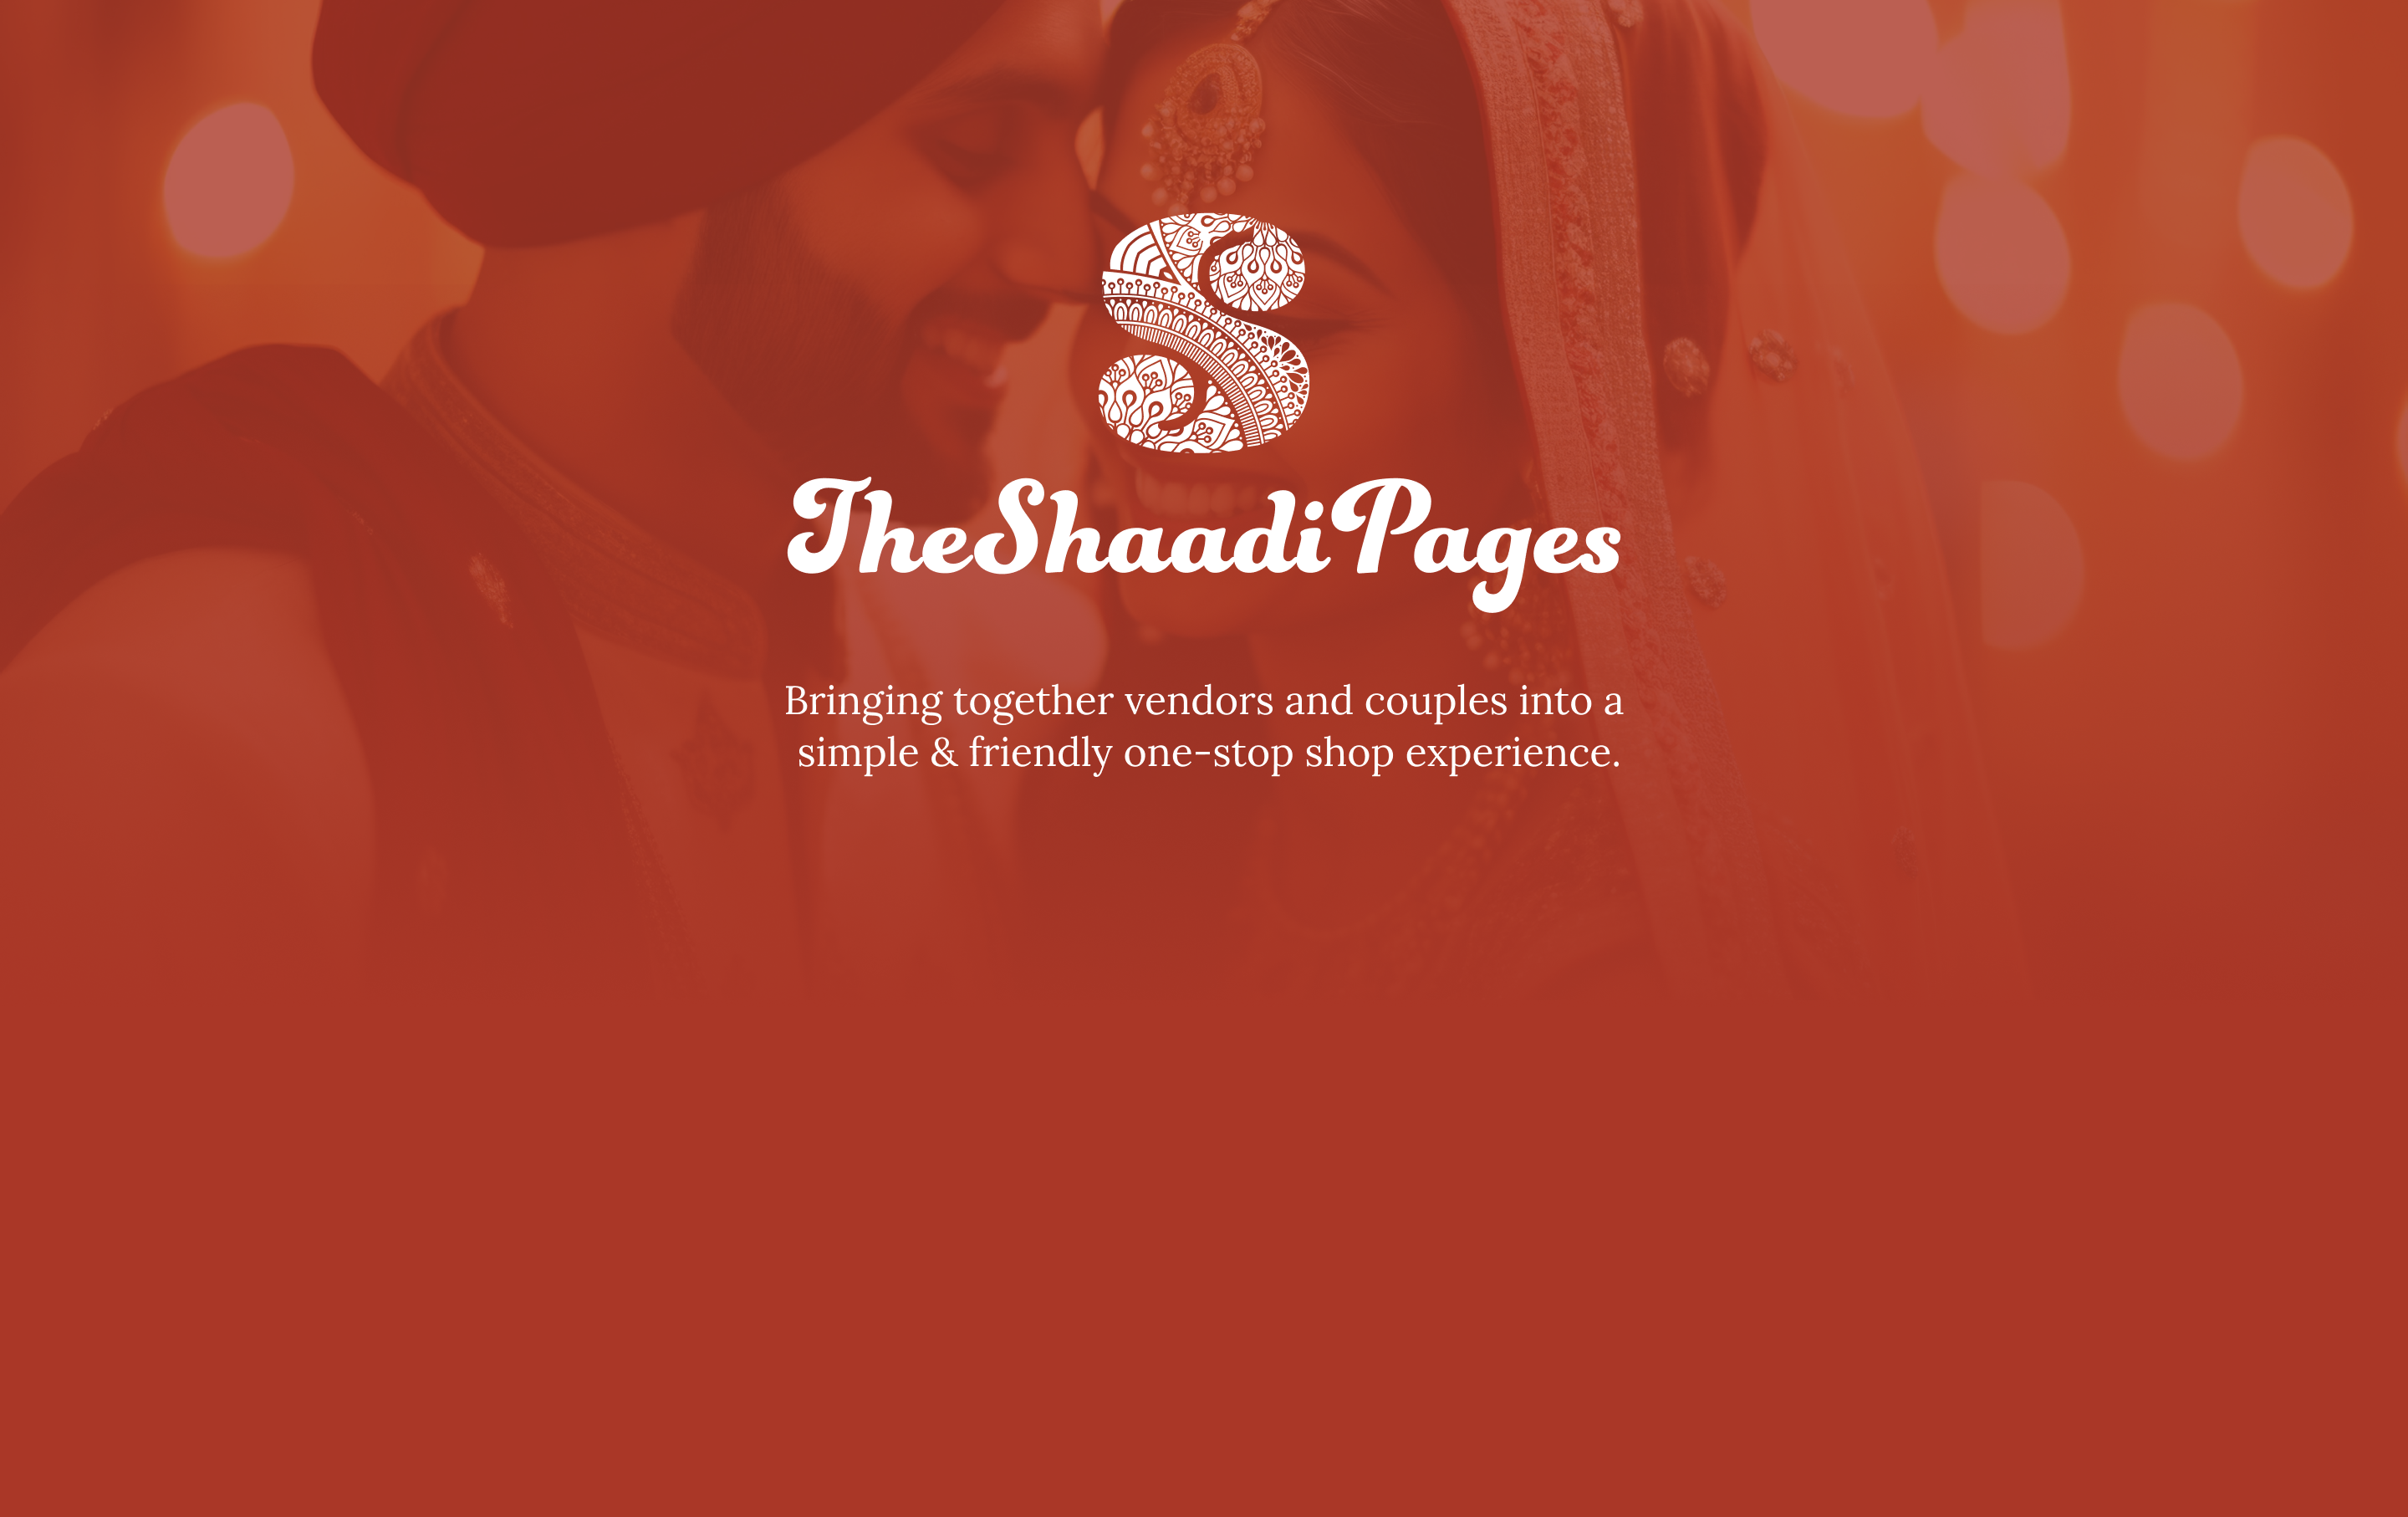 S
TheShaadiPages
Bringing together vendors and couples into a
simple & friendly one-stop shop experience.